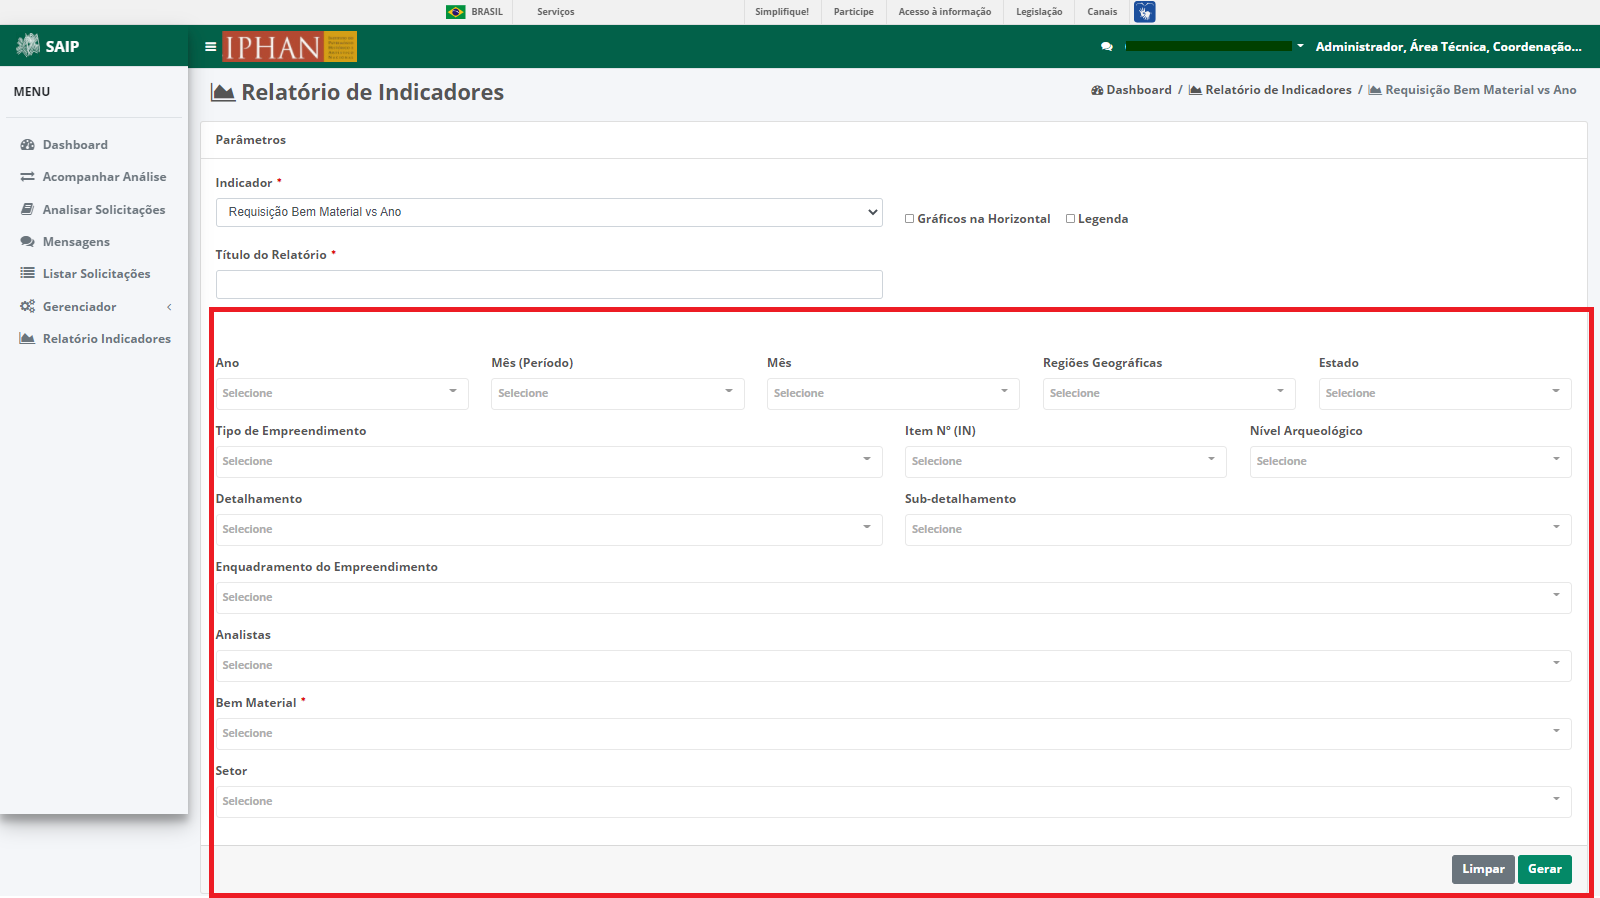 BRASIL Serviços Simplifique! Participe Acesso à informação Legislação Canais
SAIP IPHAN Administrador, Área Técnica, Coordenação...
MENU
Dashboard
Acompanhar Análise
Analisar Solicitações
Mensagens
Listar Solicitações
Gerenciador
Relatório Indicadores
Relatório de Indicadores
Dashboard / Relatório de Indicadores / Requisição Bem Material vs Ano
Parâmetros
Indicador *
Requisição Bem Material vs Ano
Gráficos na Horizontal Legenda
Título do Relatório *
Ano Mês (Período) Mês Regiões Geográficas Estado
Selecione Selecione Selecione Selecione Selecione
Tipo de Empreendimento Item Nº (IN) Nível Arqueológico
Selecione Selecione Selecione
Detalhamento Sub-detalhamento
Selecione Selecione
Enquadramento do Empreendimento
Selecione
Analistas
Selecione
Bem Material *
Selecione
Setor
Selecione
Limpar Gerar